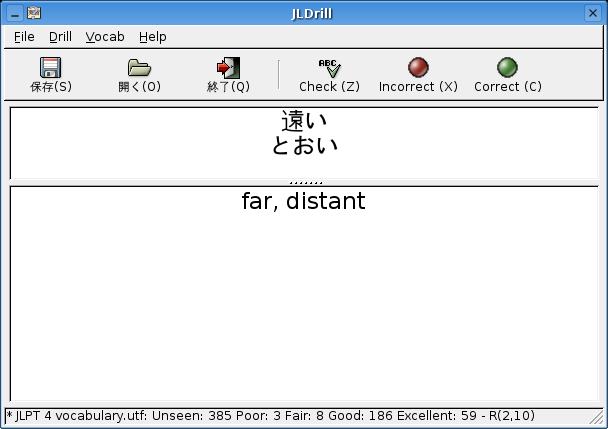 JLDrill
File Drill Vocab Help
保存(S) 開く(O) 終了(Q) ABC Check (Z) Incorrect (X) Correct (C)
遠い
とおい
far, distant
* JLPT 4 vocabulary.utf: Unseen: 385 Poor: 3 Fair: 8 Good: 186 Excellent: 59 - R(2,10)